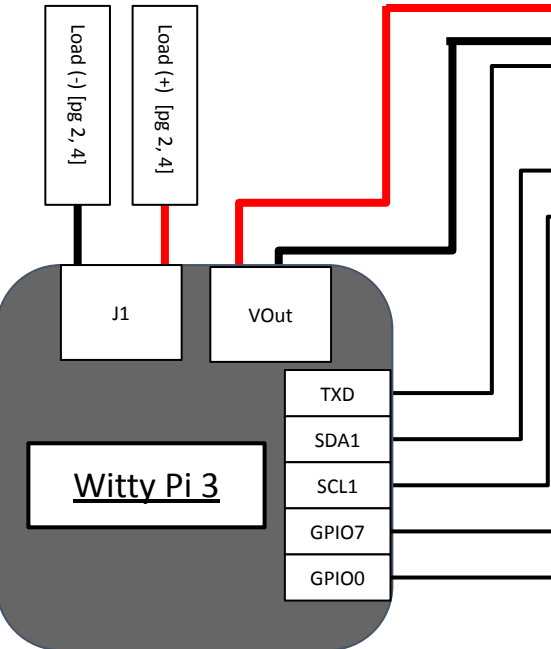 Load (-) [pg 2, 4]
Load (+) [pg 2, 4]
J1
VOut
TXD
SDA1
Witty Pi 3
SCL1
GPIO7
GPIO0